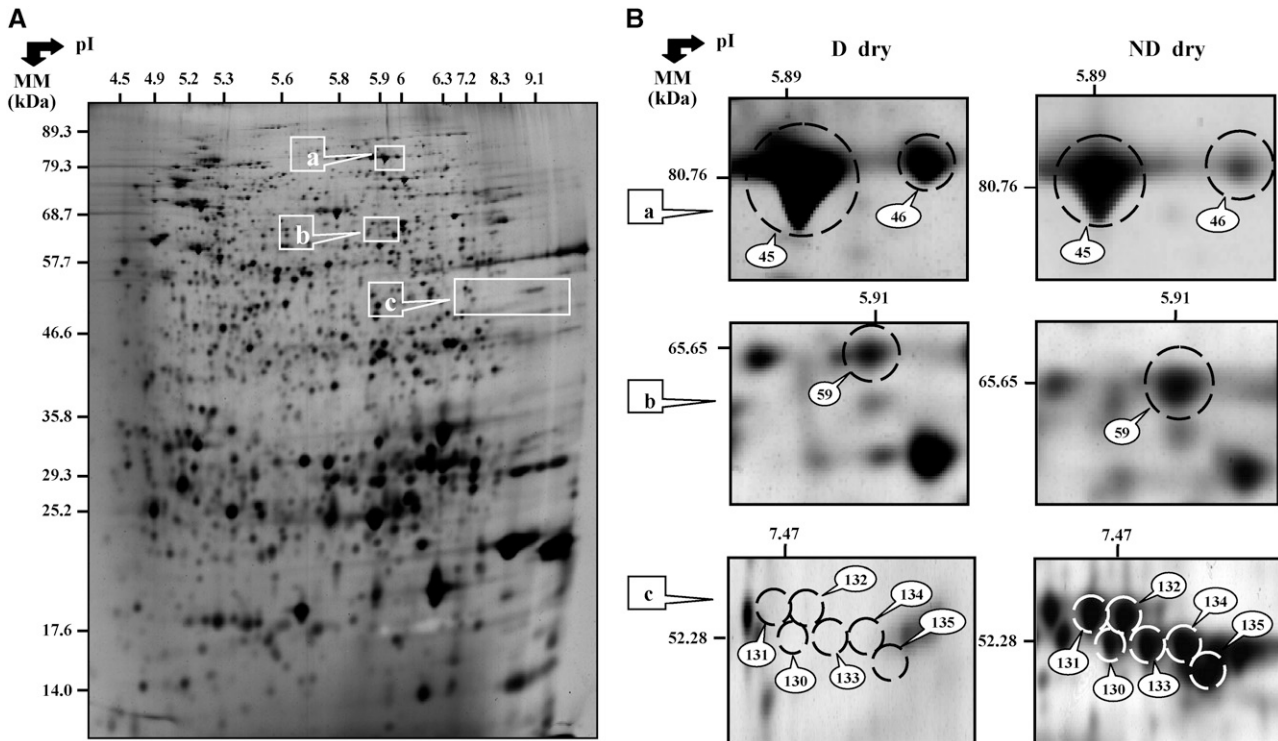 A
pI
MM
(kDa)
4.5 4.9 5.2 5.3 5.6 5.8 5.9 6 6.3 7.2 8.3 9.1
89.3
79.3
68.7
57.7
46.6
35.8
29.3
25.2
17.6
14.0
a
b
c
B
pI
MM
(kDa)
D dry
ND dry
5.89
5.89
80.76
80.76
a
45
46
45
46
5.91
5.91
65.65
65.65
b
59
59
7.47
7.47
c
52.28
52.28
132
134
135
131
130
133
132
134
135
131
130
133